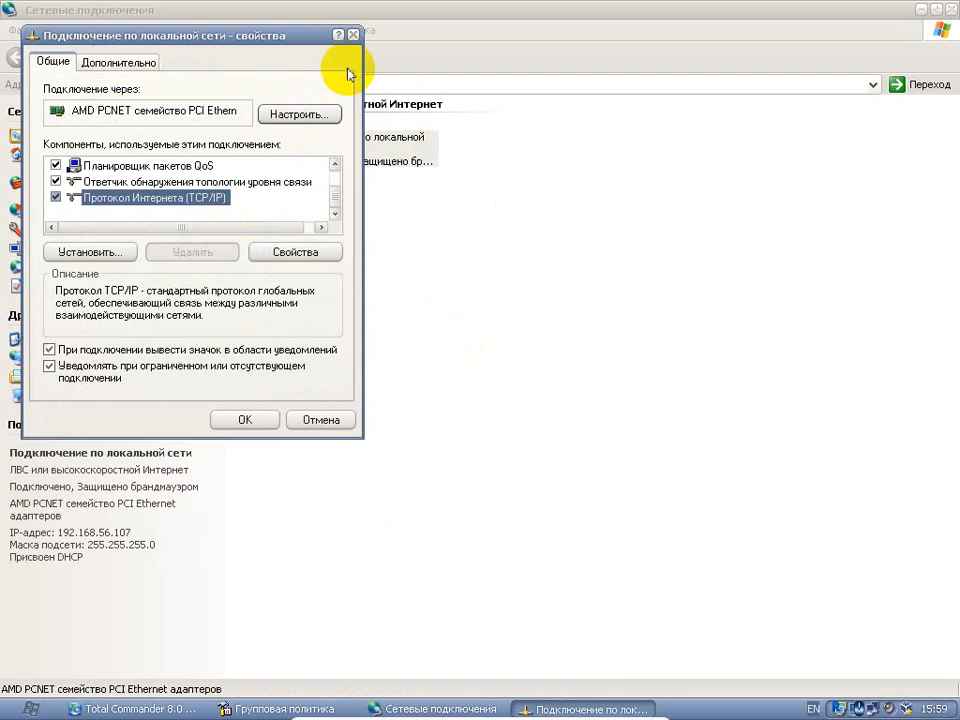 Сетевые подключения
Подключение по локальной сети - свойства
Общие
Дополнительно
Переход
Подключение через:
AMD PCNET семейство PCI Ethern
Настроить...
Компоненты, используемые этим подключением:
Планировщик пакетов QoS
Ответчик обнаружения топологии уровня связи
Протокол Интернета (TCP/IP)
Установить...
Удалить
Свойства
Описание
Протокол TCP/IP - стандартный протокол глобальных
сетей, обеспечивающий связь между различными
взаимодействующими сетями.
При подключении вывести значок в области уведомлений
Уведомлять при ограниченном или отсутствующем
подключении
OK
Отмена
Интернет
о локальной
ащищено бр...
Подключение по локальной сети
ЛВС или высокоскоростной Интернет
Подключено, Защищено брандмауэром
AMD PCNET семейство PCI Ethernet
адаптеров
IP-адрес: 192.168.56.107
Маска подсети: 255.255.255.0
Присвоен DHCP
AMD PCNET семейство PCI Ethernet адаптеров
Total Commander 8.0 ...
Групповая политика
Сетевые подключения
Подключение по лок...
EN
15:59